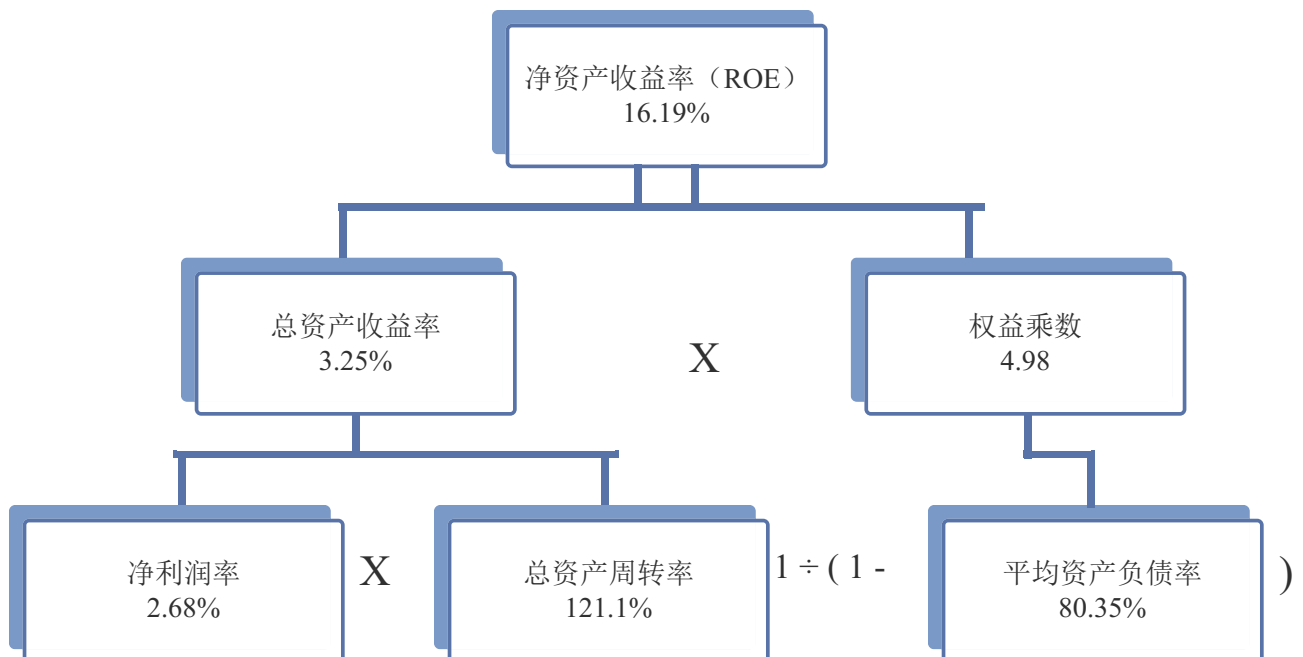 净资产收益率（ROE）
16.19%
总资产收益率
3.25%
X
权益乘数
4.98
净利润率
2.68%
X
总资产周转率
121.1%
1 ÷ ( 1 -
平均资产负债率
80.35%
)